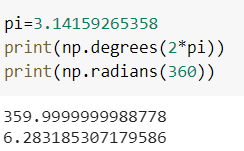 pi=3.14159265358
print(np.degrees(2*pi))
print(np.radians(360))
359.9999999988778
6.283185307179586